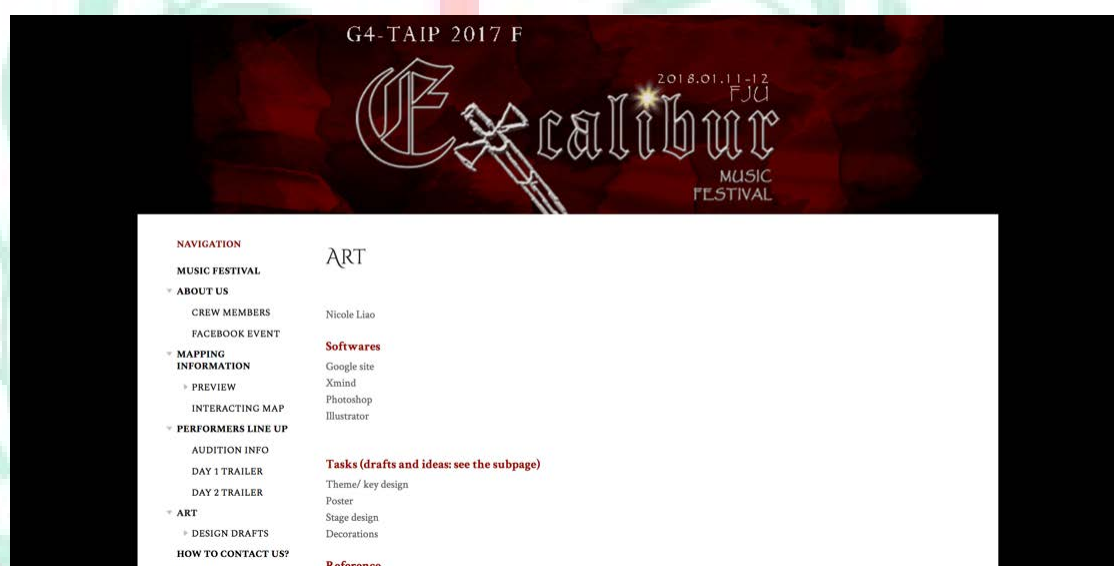 G4-TAIP 2017 F
2018.01.11-12
FJU
Excalibur
MUSIC
FESTIVAL
NAVIGATION
MUSIC FESTIVAL
ABOUT US
CREW MEMBERS
FACEBOOK EVENT
MAPPING
INFORMATION
PREVIEW
INTERACTING MAP
PERFORMERS LINE UP
AUDITION INFO
DAY 1 TRAILER
DAY 2 TRAILER
ART
DESIGN DRAFTS
HOW TO CONTACT US?
ART
Nicole Liao
Softwares
Google site
Xmind
Photoshop
Illustrator
Tasks (drafts and ideas: see the subpage)
Theme/ key design
Poster
Stage design
Decorations
Reference